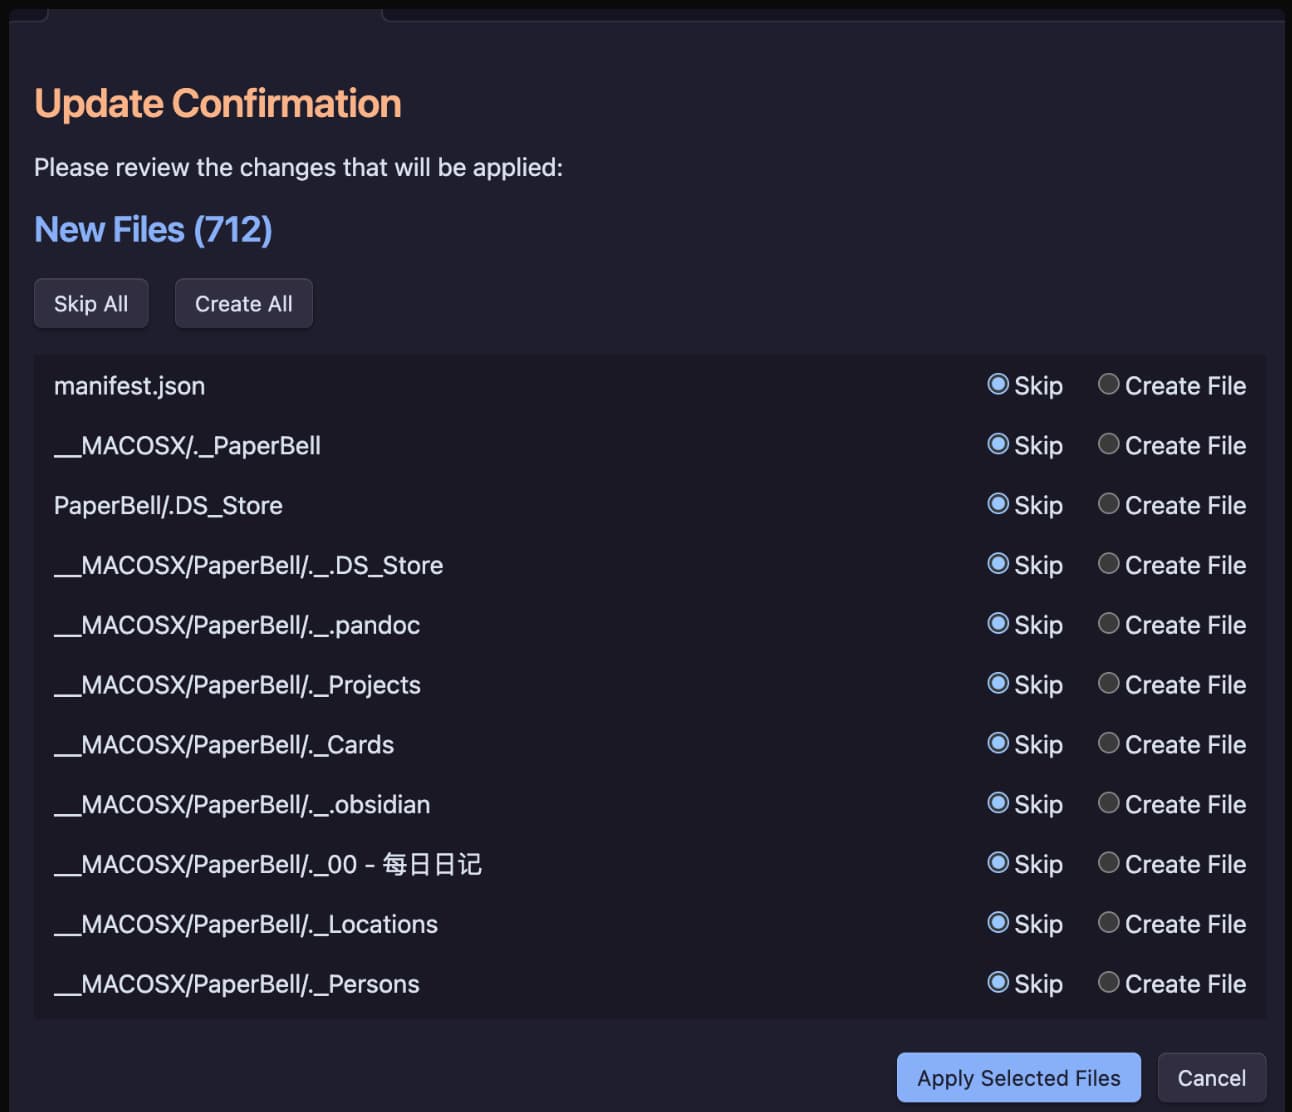 Update Confirmation
Please review the changes that will be applied:
New Files (712)
Skip All Create All
manifest.json Skip Create File
__MACOSX/._PaperBell Skip Create File
PaperBell/.DS_Store Skip Create File
__MACOSX/PaperBell/._.DS_Store Skip Create File
__MACOSX/PaperBell/._.pandoc Skip Create File
__MACOSX/PaperBell/._Projects Skip Create File
__MACOSX/PaperBell/._Cards Skip Create File
__MACOSX/PaperBell/._.obsidian Skip Create File
__MACOSX/PaperBell/._00 - 每日日记 Skip Create File
__MACOSX/PaperBell/._Locations Skip Create File
__MACOSX/PaperBell/._Persons Skip Create File
Apply Selected Files Cancel